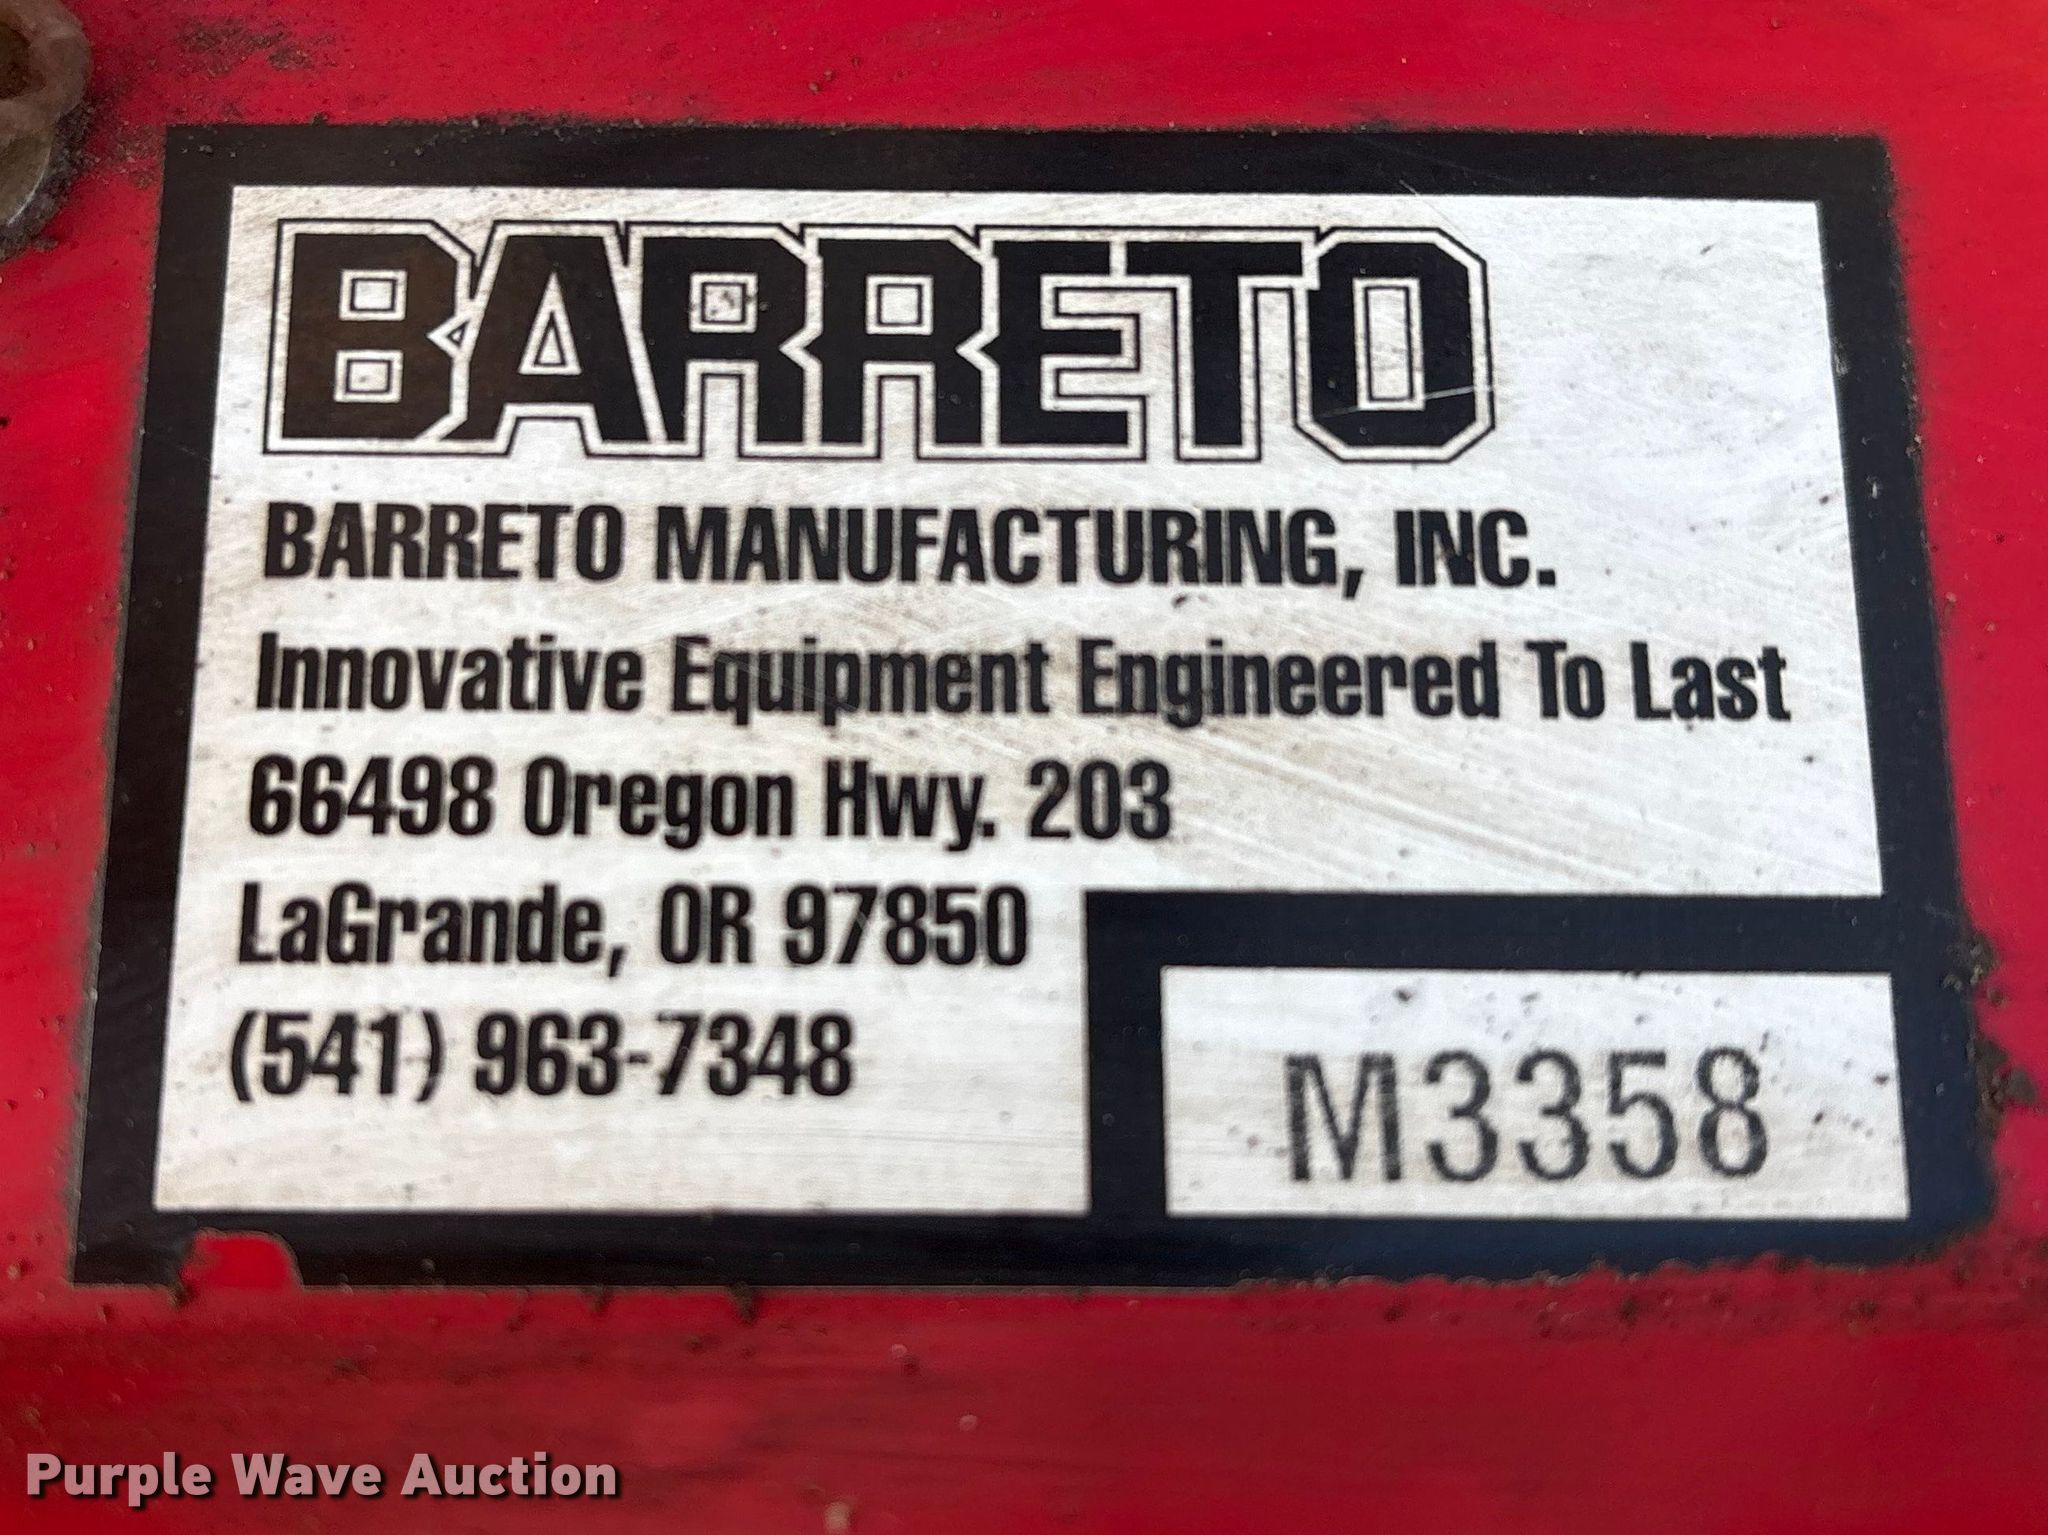 BARRETO
BARRETO MANUFACTURING, INC.
Innovative Equipment Engineered To Last
66498 Oregon Hwy. 203
LaGrande, OR 97850
(541) 963-7348
M3358
Purple Wave Auction